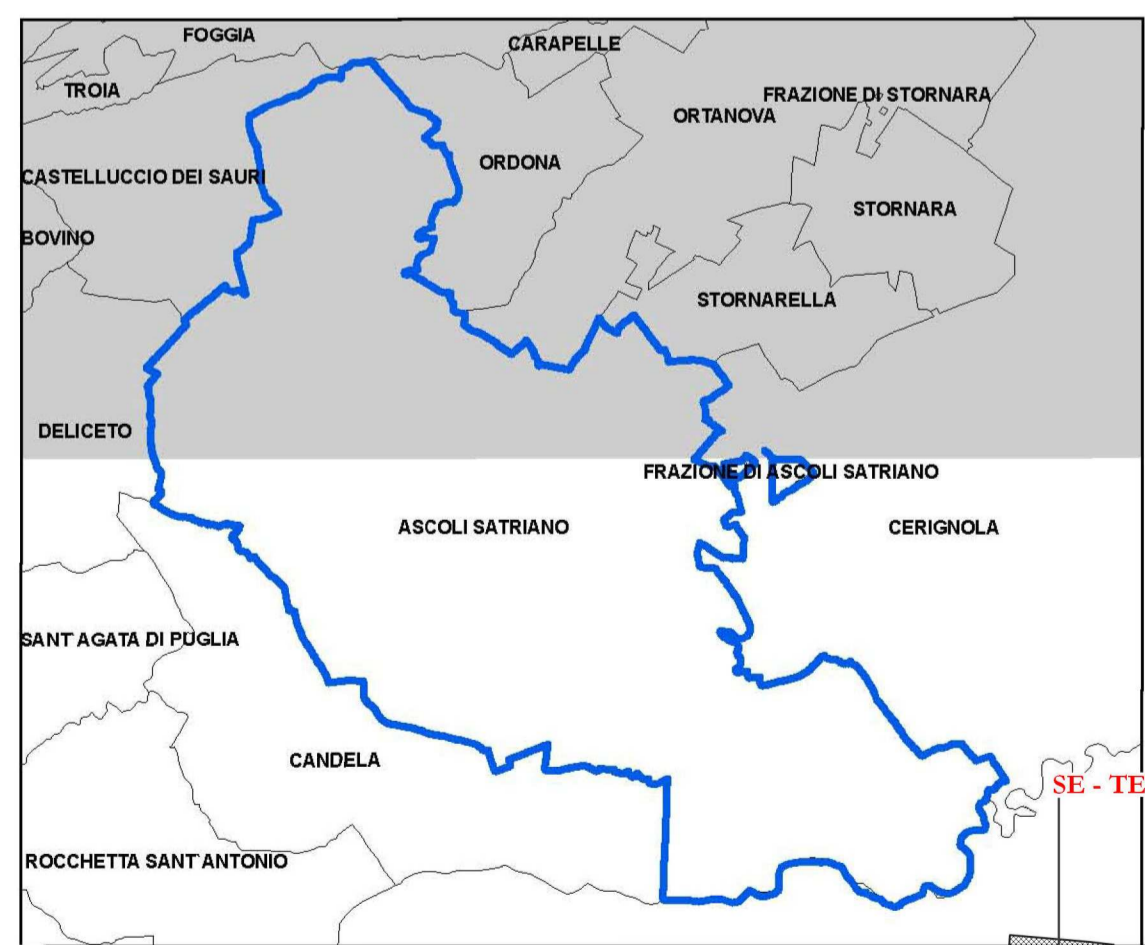 FOGGIA
CARAPELLE
TROIA
FRAZIONE DI STORNARA
ORTANOVA
ORDONA
CASTELLUCCIO DEI SAURI
STORNARA
BOVINO
STORNARELLA
DELICETO
FRAZIONE DI ASCOLI SATRIANO
ASCOLI SATRIANO
CERIGNOLA
SANT`AGATA DI PUGLIA
CANDELA
SE - TE
ROCCHETTA SANT`ANTONIO